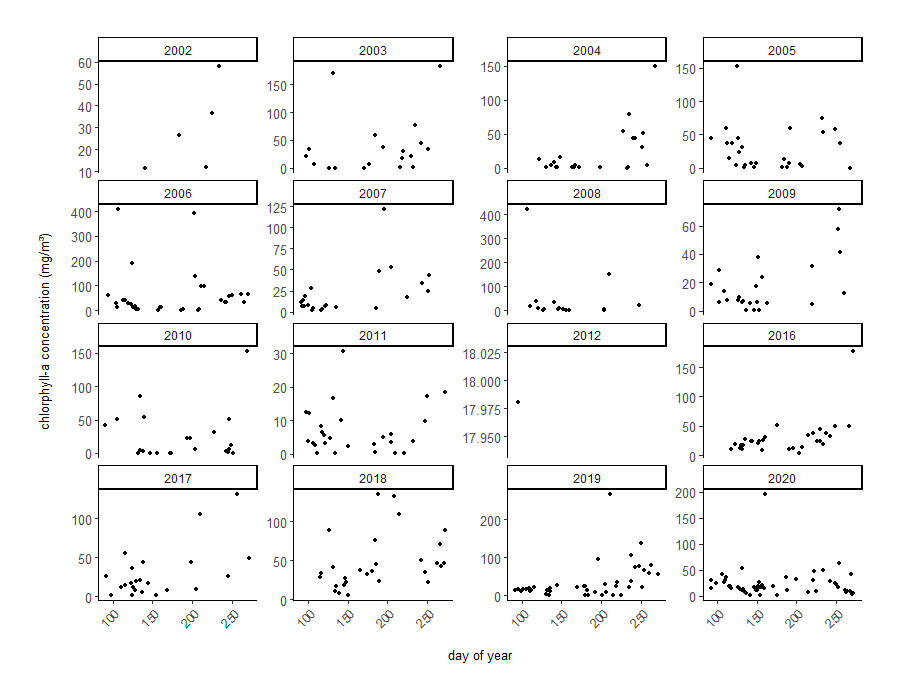 2002 2003 2004 2005
60 50 40 30 20 10
150 100 50 0
150 100 50 0
150 100 50 0
2006 2007 2008 2009
400 300 200 100 0
125 100 75 50 25 0
400 300 200 100 0
60 40 20 0
chlorophyll-a concentration (mg/m³)
2010 2011 2012 2016
150 100 50 0
30 20 10 0
18.025 18.000 17.975 17.950
150 100 50 0
2017 2018 2019 2020
100 50 0
100 50 0
200 100 0
200 150 100 50 0
100 150 200 250
100 150 200 250
100 150 200 250
100 150 200 250
day of year